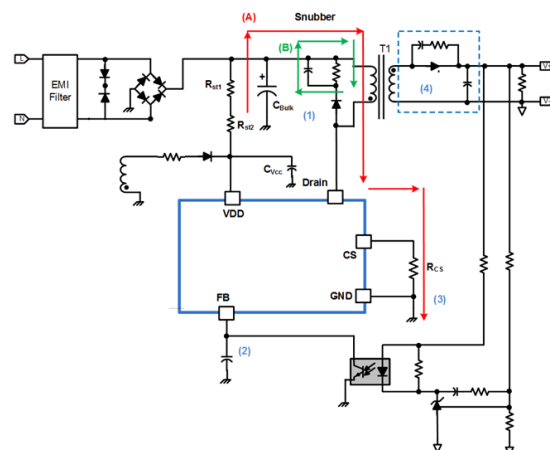 (A)
Snubber
(B)
T1
L
EMI
Filter
N
Rst1
+
CBulk
Rst2
(1)
(4)
V+
V-
CVcc
Drain
VDD
CS
RCS
GND
(3)
FB
(2)